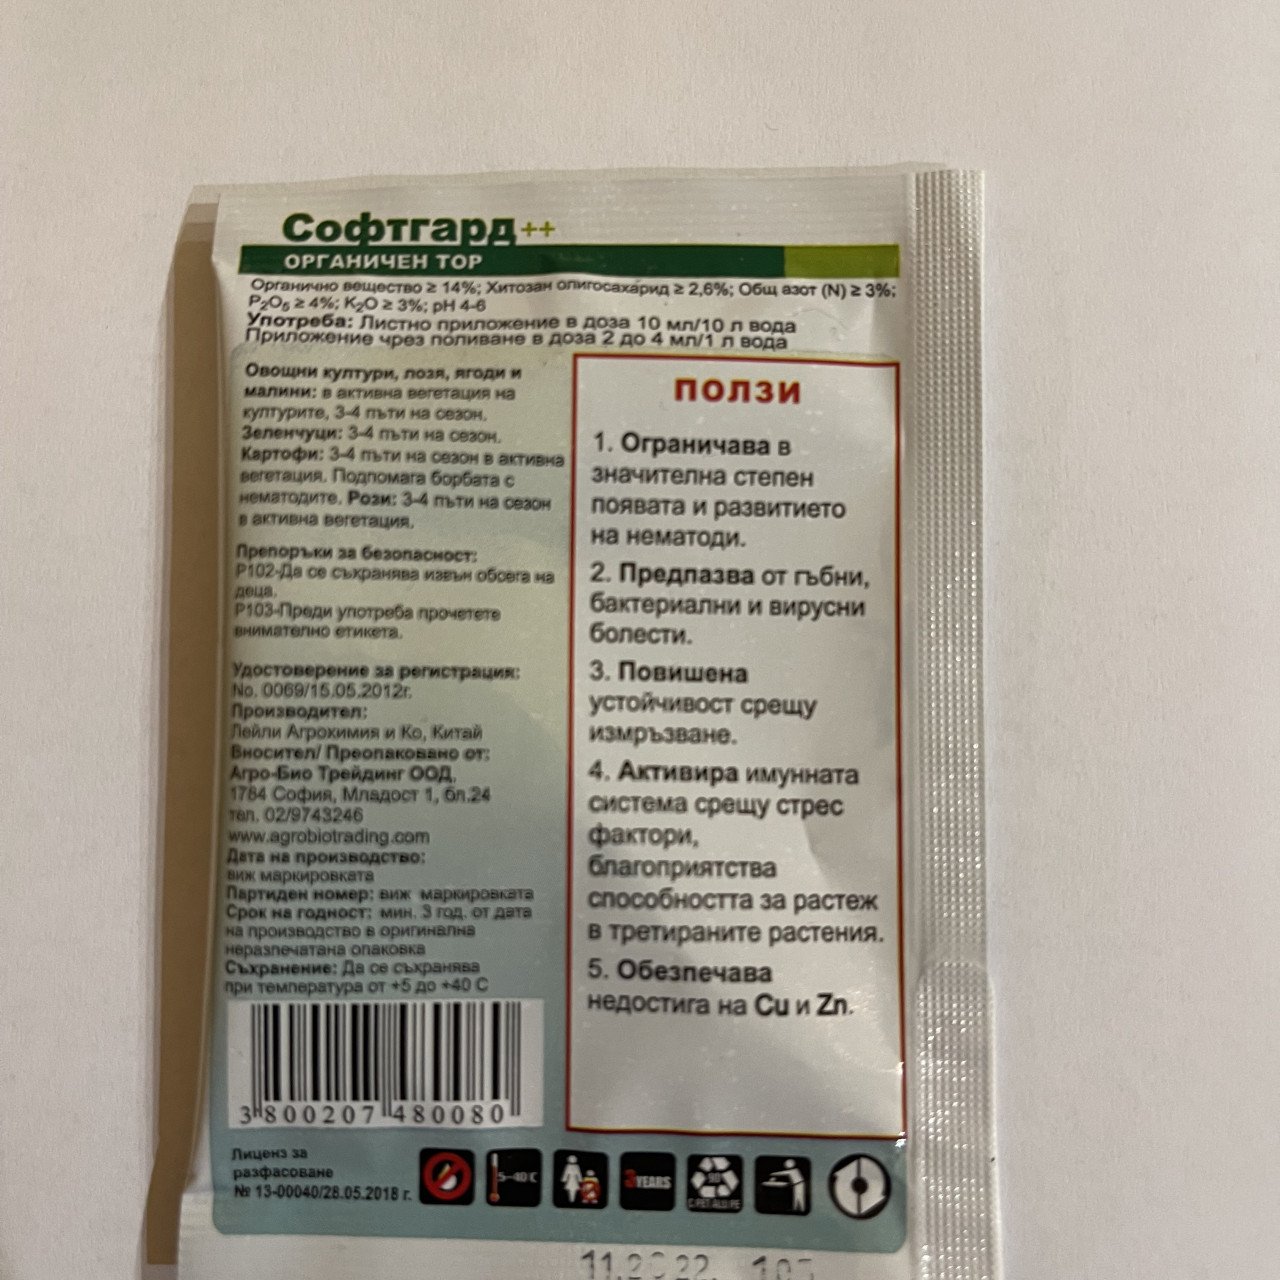 Софтгард++
ОРГАНИЧЕН ТОР
Органично вещество ≥ 14%; Хитозан олигосахарид ≥ 2,6%; Общ азот (N) ≥ 3%;
P₂O₅ ≥ 4%; K₂O ≥ 3%; pH 4-6
Употреба: Листно приложение в доза 10 мл/10 л вода
Приложение чрез поливане в доза 2 до 4 мл/1 л вода
Овощни култури, лозя, ягоди и
малини: в активна вегетация на
културите, 3-4 пъти на сезон.
Зеленчуци: 3-4 пъти на сезон.
Картофи: 3-4 пъти на сезон в активна
вегетация. Подпомага борбата с
нематодите. Рози: 3-4 пъти на сезон
в активна вегетация.
Препоръки за безопасност:
P102-Да се съхранява извън обсега на
деца.
P103-Преди употреба прочетете
внимателно етикета.
Удостоверение за регистрация:
No. 0069/15.05.2012г.
Производител:
Лейли Агрохимия и Ко, Китай
Вносител/ Преопаковано от:
Агро-Био Трейдинг ООД,
1784 София, Младост 1, бл.24
тел. 02/9743246
www.agrobiotrading.com
Дата на производство:
виж маркировката
Партиден номер: виж маркировката
Срок на годност: мин. 3 год. от дата
на производство в оригинална
неразпечатана опаковка
Съхранение: Да се съхранява
при температура от +5 до +40 C
3 800207 480080
ПОЛЗИ
1. Ограничава в
значителна степен
появата и развитието
на нематоди.
2. Предпазва от гъбни,
бактериални и вирусни
болести.
3. Повишена
устойчивост срещу
измръзване.
4. Активира имунната
система срещу стрес
фактори,
благоприятства
способността за растеж
в третираните растения.
5. Обезпечава
недостига на Cu и Zn.
Лиценз за
разфасоване
№ 13-00040/28.05.2018 г.
5-40 C
3YEARS
C/PET/ALU/PE